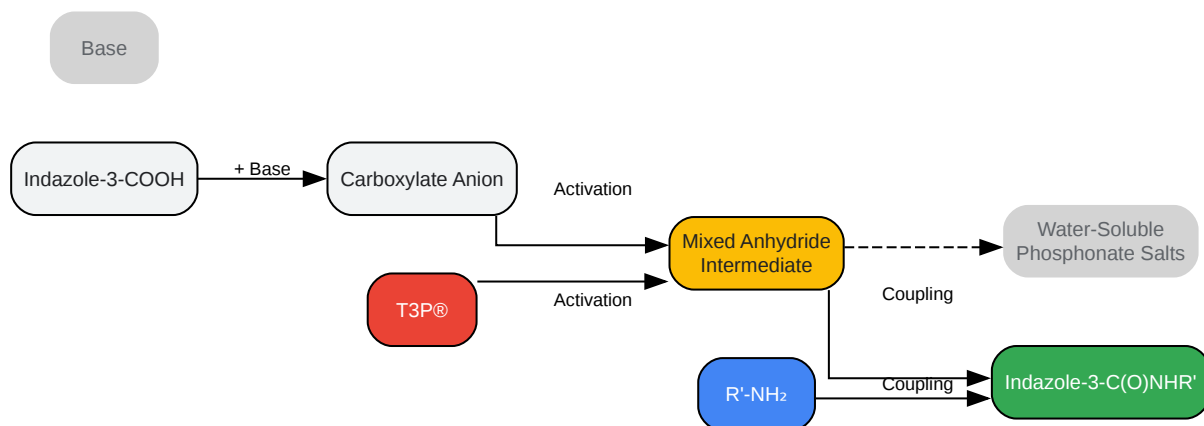 Base
Indazole-3-COOH
+ Base
Carboxylate Anion
Activation
Mixed Anhydride
Intermediate
Water-Soluble
Phosphonate Salts
T3P®
Activation
Coupling
R'-NH₂
Coupling
Indazole-3-C(O)NHR'